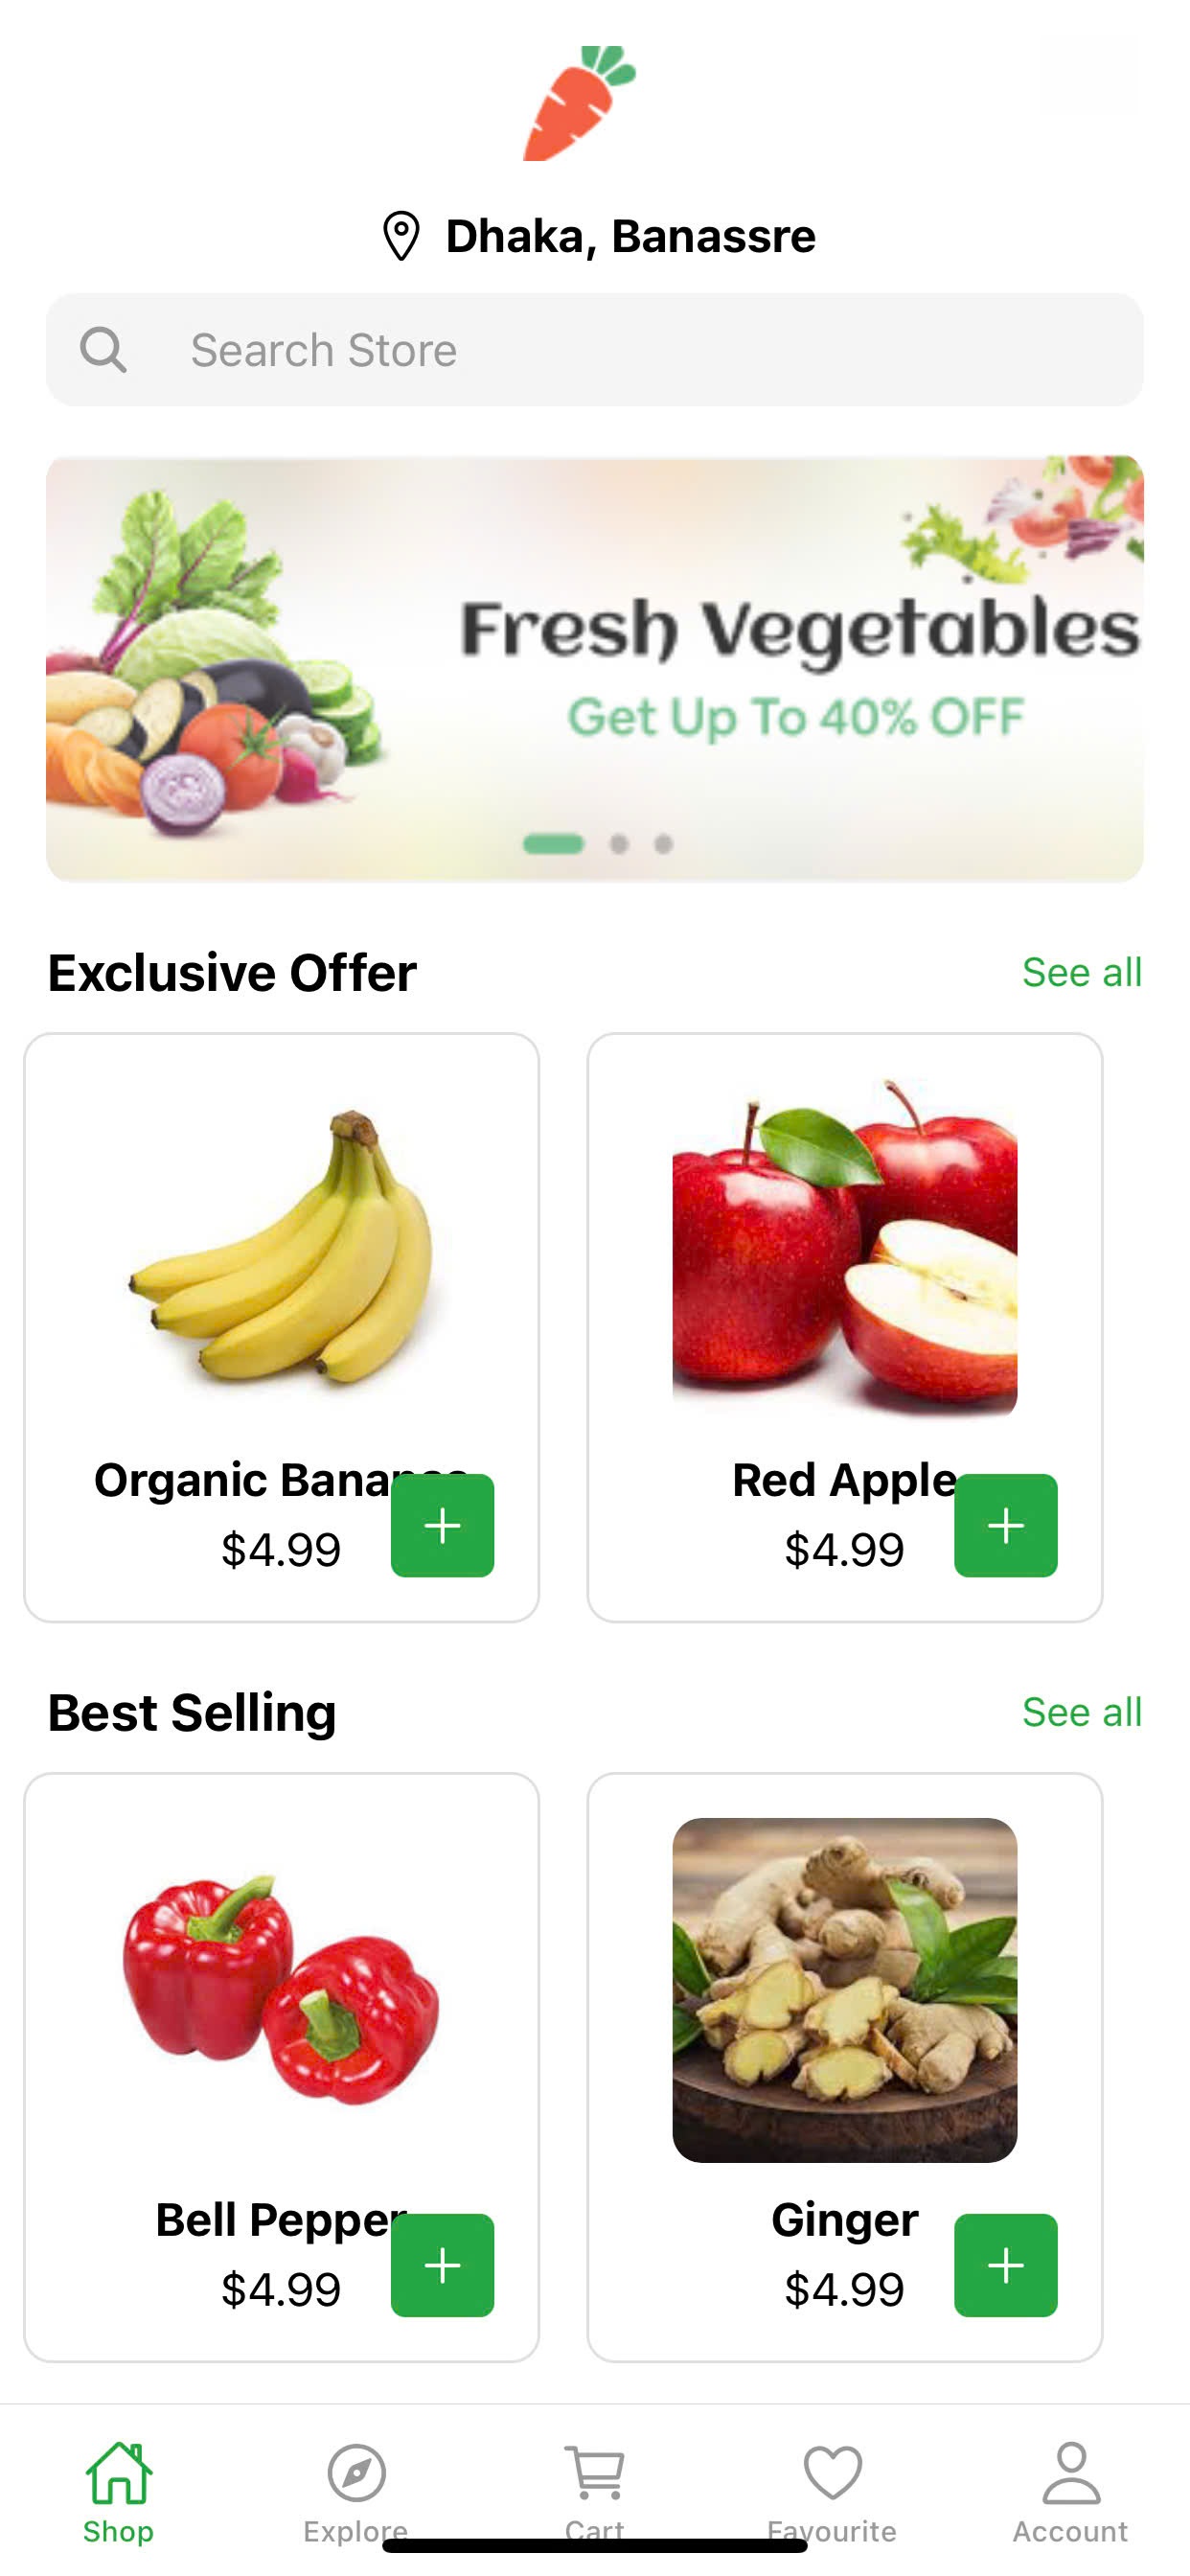 Dhaka, Banassre
Search Store
Fresh Vegetables
Get Up To 40% OFF
Exclusive Offer
See all
Organic Bananas
$4.99
Red Apple
$4.99
Best Selling
See all
Bell Pepper
$4.99
Ginger
$4.99
Shop
Explore
Cart
Favourite
Account